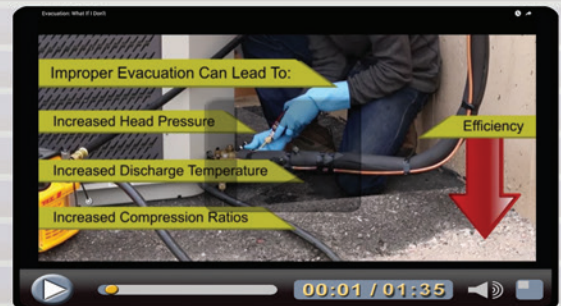 Evacuation: What If I Don't
Improper Evacuation Can Lead To:
Increased Head Pressure
Efficiency
Increased Discharge Temperature
Increased Compression Ratios
00:01 / 01:35